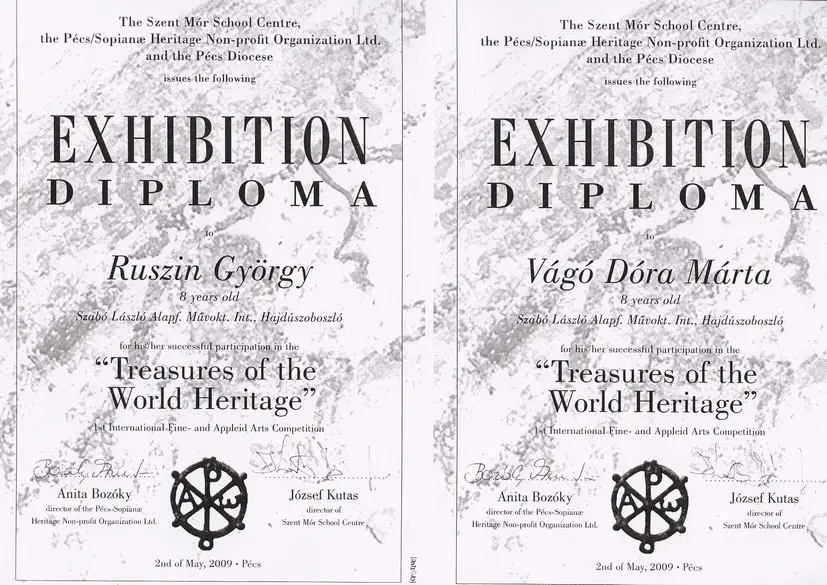 The Szent Mór School Centre,
the Pécs/Sopianæ Heritage Non-profit Organization Ltd.
and the Pécs Diocese
issues the following
EXHIBITION
DIPLOMA
to
Ruszin György
8 years old
Szabó László Alapf. Művokt. Int., Hajdúszoboszló
for his/her successful participation in the
“Treasures of the
World Heritage”
1st International Fine- and Appleid Arts Competition
Anita Bozóky
director of the Pécs-Sopianæ
Heritage Non-profit Organization Ltd.
József Kutas
director of
Szent Mór School Centre
2nd of May, 2009 • Pécs
The Szent Mór School Centre,
the Pécs/Sopianæ Heritage Non-profit Organization Ltd.
and the Pécs Diocese
issues the following
EXHIBITION
DIPLOMA
to
Vágó Dóra Márta
8 years old
Szabó László Alapf. Művokt. Int., Hajdúszoboszló
for his/her successful participation in the
“Treasures of the
World Heritage”
1st International Fine- and Appleid Arts Competition
Anita Bozóky
director of the Pécs-Sopianæ
Heritage Non-profit Organization Ltd.
József Kutas
director of
Szent Mór School Centre
2nd of May, 2009 • Pécs